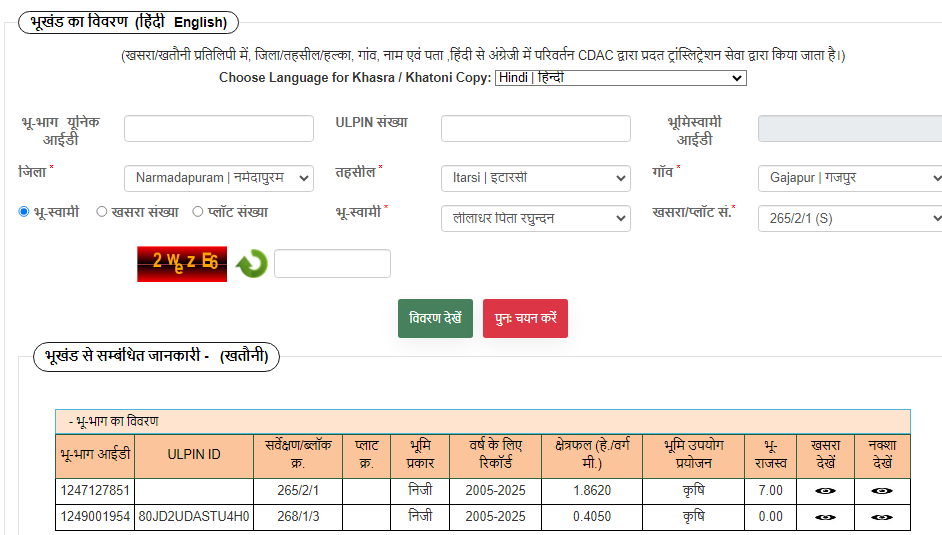 भूखंड का विवरण (हिंदी English)
(खसरा/खतौनी प्रतिलिपी में, जिला/तहसील/हल्का, गांव, नाम एवं पता ,हिंदी से अंग्रेजी में परिवर्तन CDAC द्वारा प्रदत ट्रांस्लिट्रेशन सेवा द्वारा किया जाता है।)
Choose Language for Khasra / Khatoni Copy: Hindi | हिन्दी
भू-भाग यूनिक आईडी ULPIN संख्या भूमिस्वामी आईडी
जिला * Narmadapuram | नर्मदापुरम तहसील * Itarsi | इटारसी गॉव * Gajapur | गजपुर
भू-स्वामी खसरा संख्या प्लॉट संख्या भू-स्वामी * लीलाधर पिता रघुन्दन खसरा/प्लॉट सं.* 265/2/1 (S)
2 W e z E 6
विवरण देखें पुनः चयन करें
भूखंड से सम्बंधित जानकारी - (खतौनी)
- भू-भाग का विवरण
भू-भाग आईडी ULPIN ID सर्वेक्षण/ब्लॉक क्र. प्लाट क्र. भूमि प्रकार वर्ष के लिए रिकॉर्ड क्षेत्रफल (हे./वर्ग मी.) भूमि उपयोग प्रयोजन भू-राजस्व खसरा देखें नक्शा देखें
1247127851 265/2/1 निजी 2005-2025 1.8620 कृषि 7.00
1249001954 80JD2UDASTU4H0 268/1/3 निजी 2005-2025 0.4050 कृषि 0.00